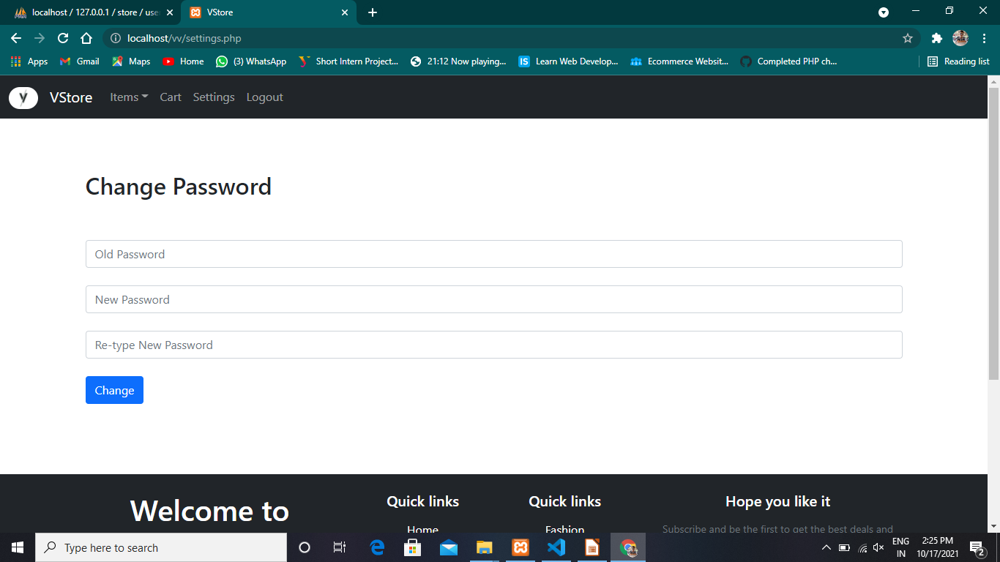 localhost / 127.0.0.1 / store / use
VStore
localhost/vv/settings.php
Apps Gmail Maps Home (3) WhatsApp Short Intern Project... 21:12 Now playing... Learn Web Develop... Ecommerce Websit... Completed PHP ch... Reading list
VStore Items Cart Settings Logout
Change Password
Old Password
New Password
Re-type New Password
Change
Welcome to
Quick links
Home
Quick links
Fashion
Hope you like it
Subscribe and be the first to get the best deals and
Type here to search
ENG
IN
2:25 PM
10/17/2021
2